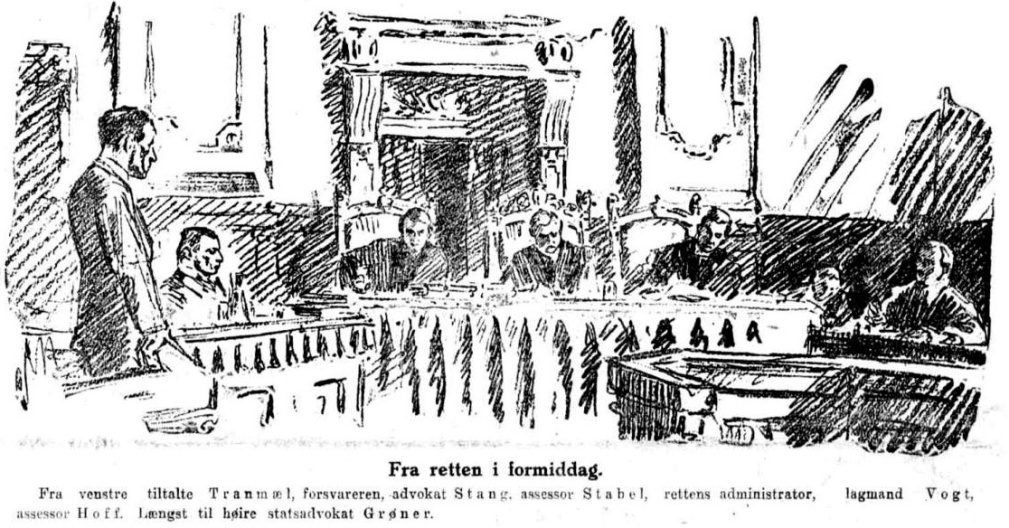 Fra retten i formiddag.
Fra venstre tiltalte Tranmæl, forsvareren, advokat Stang, assessor Stabel, rettens administrator, lagmand Vogt,
assessor Hoff. Længst til høire statsadvokat Grøner.